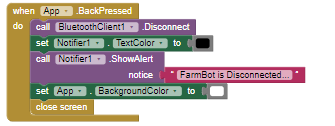 when App .BackPressed
do call BluetoothClient1 .Disconnect
set Notifier1 . TextColor to
call Notifier1 .ShowAlert
notice " FarmBot is Disconnected... "
set App . BackgroundColor to
close screen